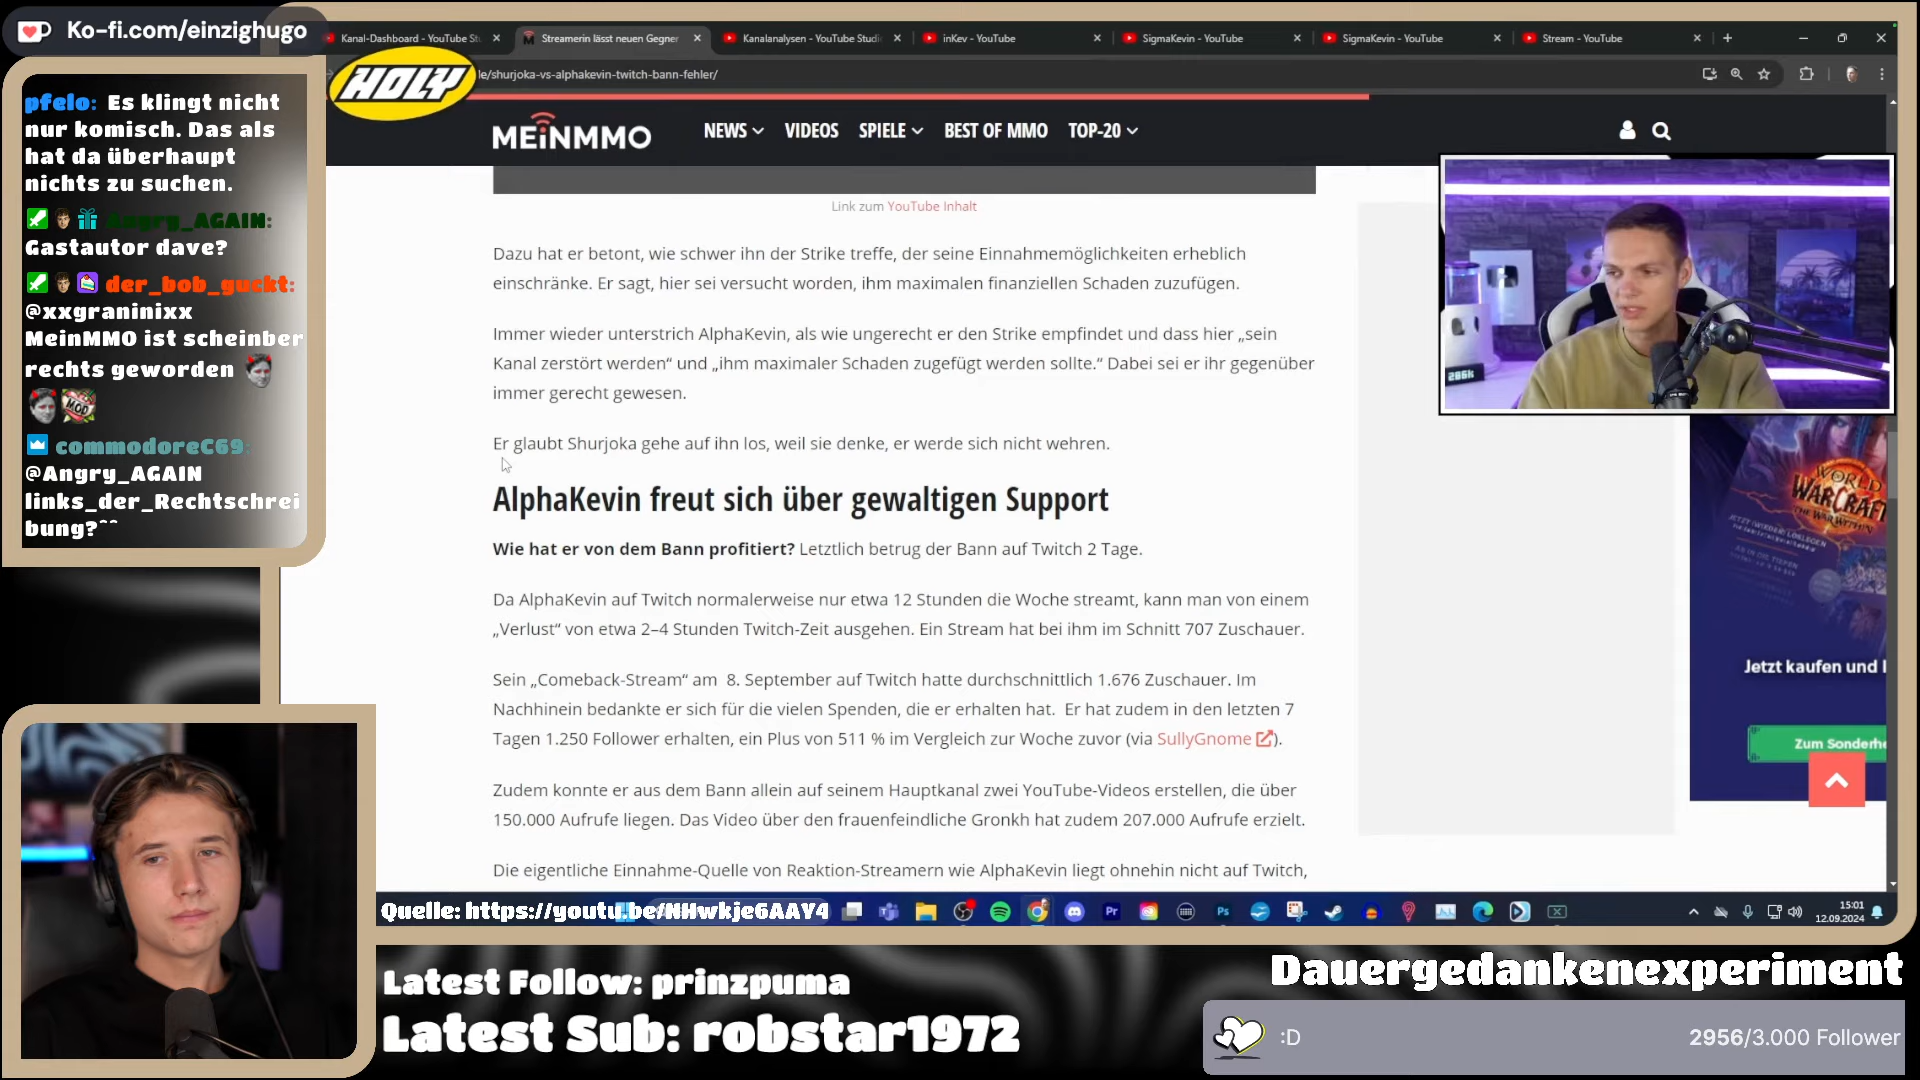 Ko-fi.com/einzighugo
Kanal-Dashboard - YouTube St
Streamerin lässt neuen Gegner
Kanalanalysen - YouTube Studi
inKev - YouTube
SigmaKevin - YouTube
SigmaKevin - YouTube
Stream - YouTube
HOLY
le/shurjoka-vs-alphakevin-twitch-bann-fehler/
MEiNMMO
NEWS
VIDEOS
SPIELE
BEST OF MMO
TOP-20
pfelo: Es klingt nicht
nur komisch. Das als
hat da überhaupt
nichts zu suchen.
Angry_AGAIN:
Gastautor dave?
der_bob_guckt:
@xxgraninixx
MeinMMO ist scheinber
rechts geworden
MOD
commodoreC69:
@Angry_AGAIN
links_der_Rechtschrei
bung?^^
Link zum YouTube Inhalt
Dazu hat er betont, wie schwer ihn der Strike treffe, der seine Einnahmemöglichkeiten erheblich
einschränke. Er sagt, hier sei versucht worden, ihm maximalen finanziellen Schaden zuzufügen.
Immer wieder unterstrich AlphaKevin, als wie ungerecht er den Strike empfindet und dass hier „sein
Kanal zerstört werden“ und „ihm maximaler Schaden zugefügt werden sollte.“ Dabei sei er ihr gegenüber
immer gerecht gewesen.
Er glaubt Shurjoka gehe auf ihn los, weil sie denke, er werde sich nicht wehren.
AlphaKevin freut sich über gewaltigen Support
Wie hat er von dem Bann profitiert? Letztlich betrug der Bann auf Twitch 2 Tage.
Da AlphaKevin auf Twitch normalerweise nur etwa 12 Stunden die Woche streamt, kann man von einem
„Verlust“ von etwa 2–4 Stunden Twitch-Zeit ausgehen. Ein Stream hat bei ihm im Schnitt 707 Zuschauer.
Sein „Comeback-Stream“ am 8. September auf Twitch hatte durchschnittlich 1.676 Zuschauer. Im
Nachhinein bedankte er sich für die vielen Spenden, die er erhalten hat. Er hat zudem in den letzten 7
Tagen 1.250 Follower erhalten, ein Plus von 511 % im Vergleich zur Woche zuvor (via SullyGnome).
Zudem konnte er aus dem Bann allein auf seinem Hauptkanal zwei YouTube-Videos erstellen, die über
150.000 Aufrufe liegen. Das Video über den frauenfeindliche Gronkh hat zudem 207.000 Aufrufe erzielt.
Die eigentliche Einnahme-Quelle von Reaktion-Streamern wie AlphaKevin liegt ohnehin nicht auf Twitch,
286k
WORLD
WARCRAFT
THE WAR WITHIN
Jetzt kaufen und l
Zum Sonderhe
Quelle: https://youtu.be/NHwkje6AAY4
15:01
12.09.2024
Latest Follow: prinzpuma
Latest Sub: robstar1972
Dauergedankenexperiment
:D
2956/3.000 Follower